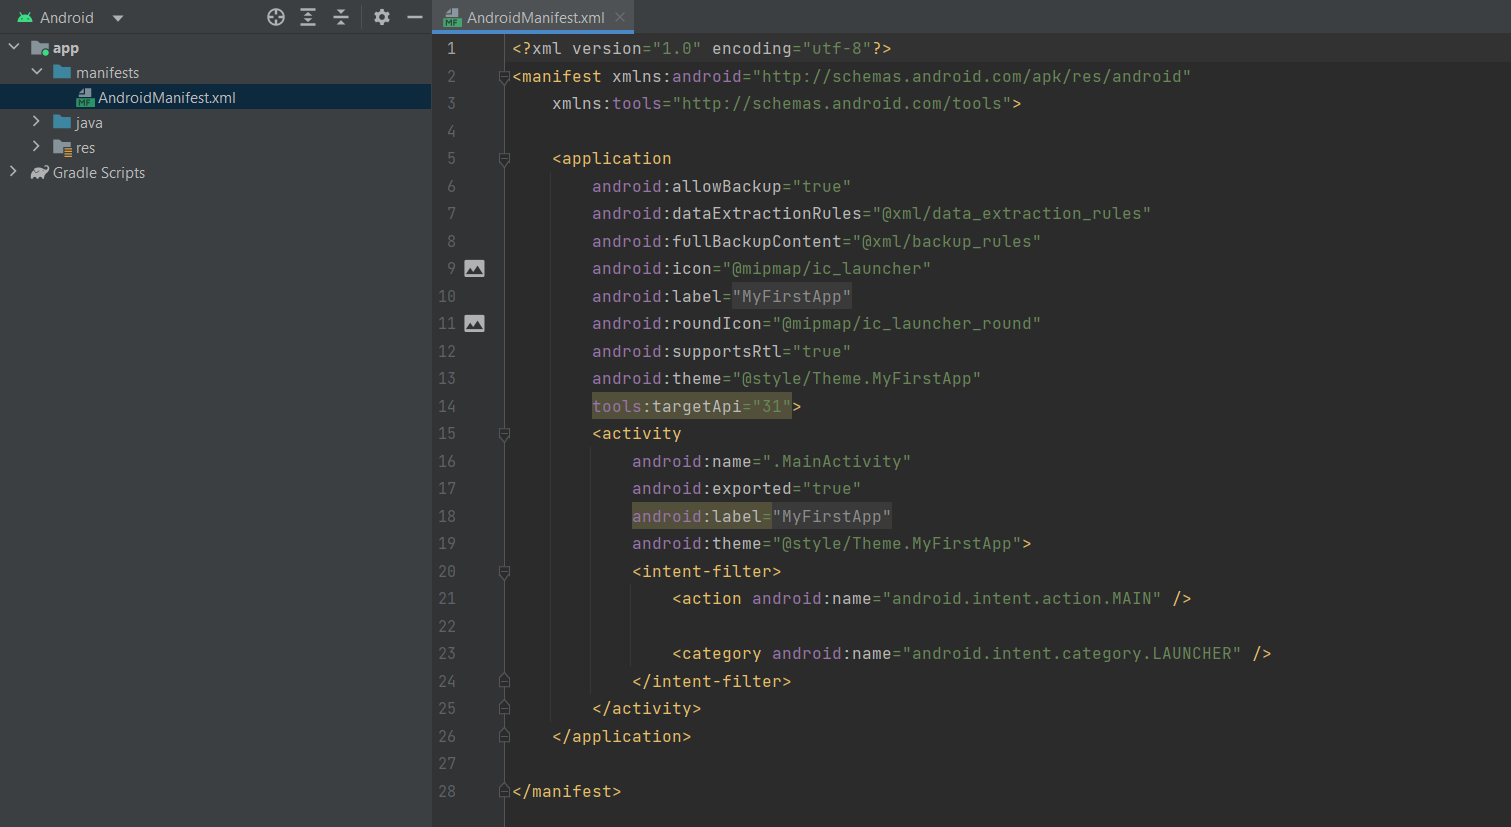 Android
app
manifests
AndroidManifest.xml
java
res
Gradle Scripts
AndroidManifest.xml
1 <?xml version="1.0" encoding="utf-8"?>
2 <manifest xmlns:android="http://schemas.android.com/apk/res/android"
3 xmlns:tools="http://schemas.android.com/tools">
4
5 <application
6 android:allowBackup="true"
7 android:dataExtractionRules="@xml/data_extraction_rules"
8 android:fullBackupContent="@xml/backup_rules"
9 android:icon="@mipmap/ic_launcher"
10 android:label="MyFirstApp"
11 android:roundIcon="@mipmap/ic_launcher_round"
12 android:supportsRtl="true"
13 android:theme="@style/Theme.MyFirstApp"
14 tools:targetApi="31">
15 <activity
16 android:name=".MainActivity"
17 android:exported="true"
18 android:label="MyFirstApp"
19 android:theme="@style/Theme.MyFirstApp">
20 <intent-filter>
21 <action android:name="android.intent.action.MAIN" />
22
23 <category android:name="android.intent.category.LAUNCHER" />
24 </intent-filter>
25 </activity>
26 </application>
27
28 </manifest>